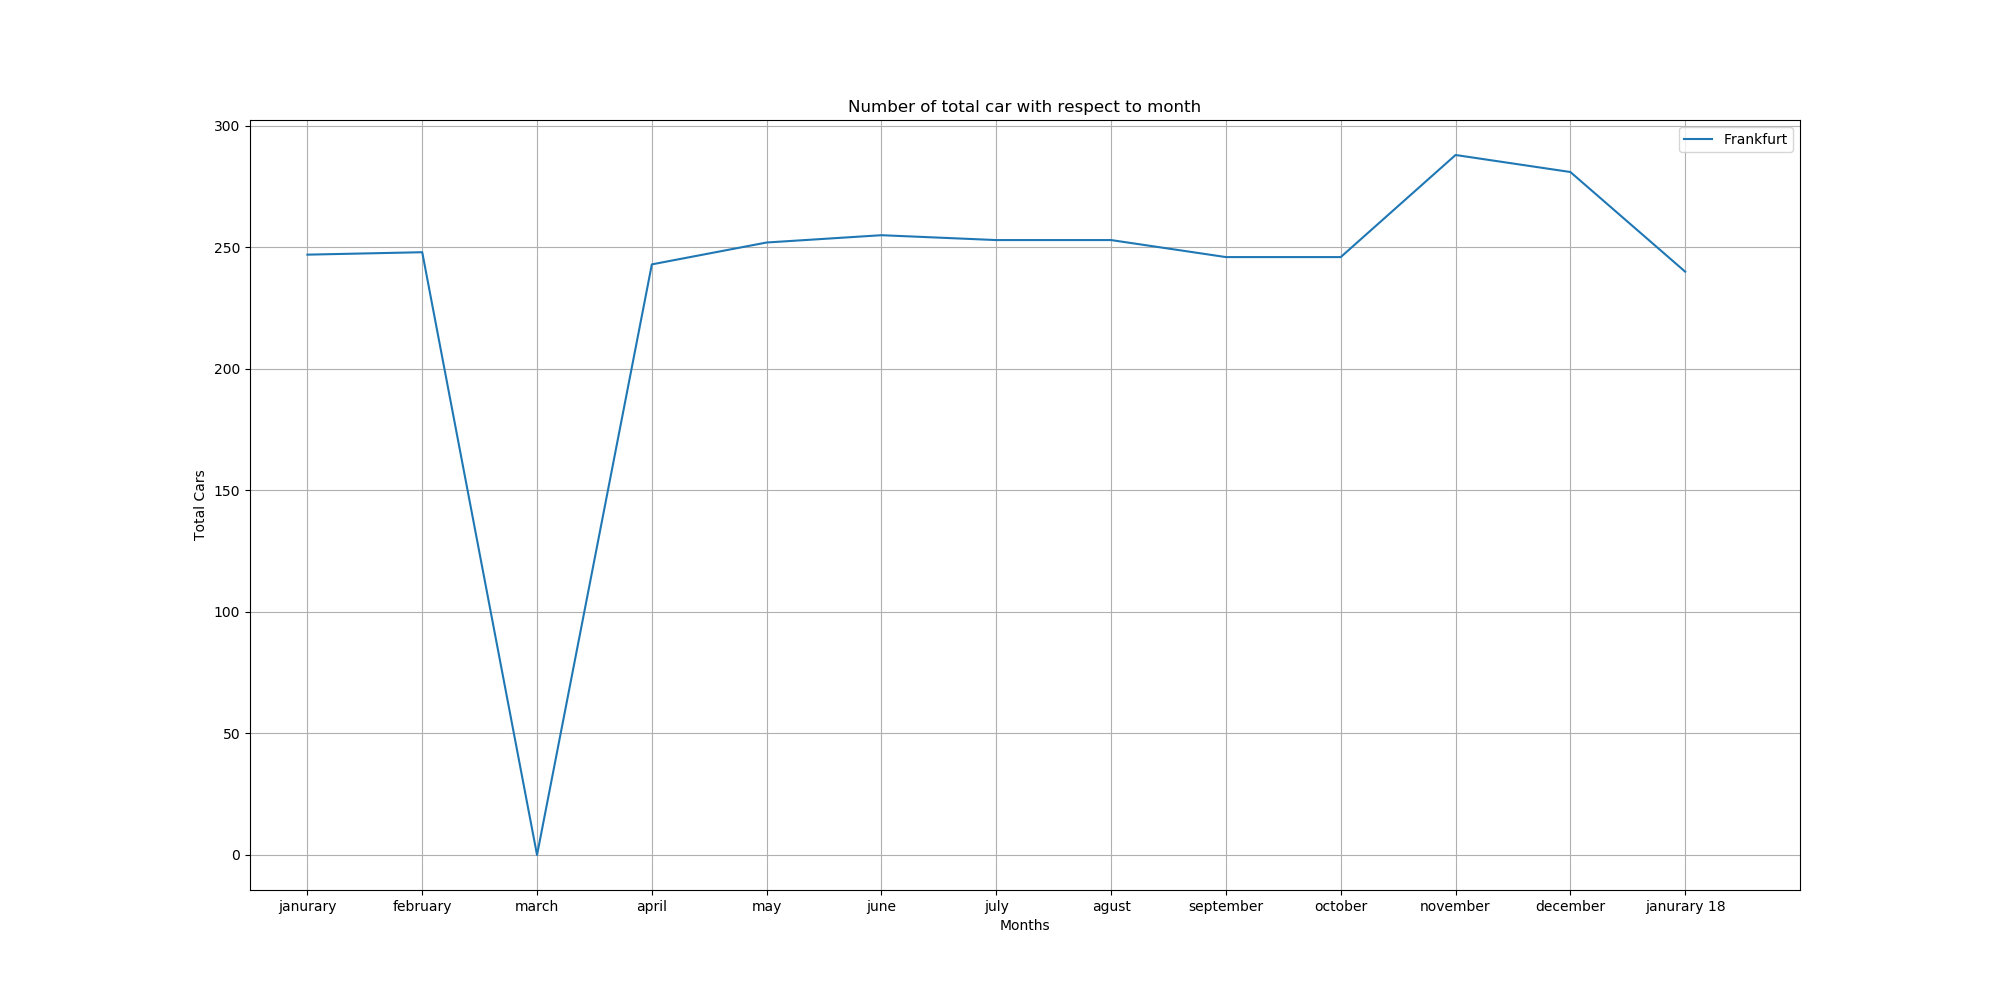 Number of total car with respect to month
Frankfurt
300
250
200
150
100
50
0
Total Cars
janurary february march april may june july agust september october november december janurary 18
Months